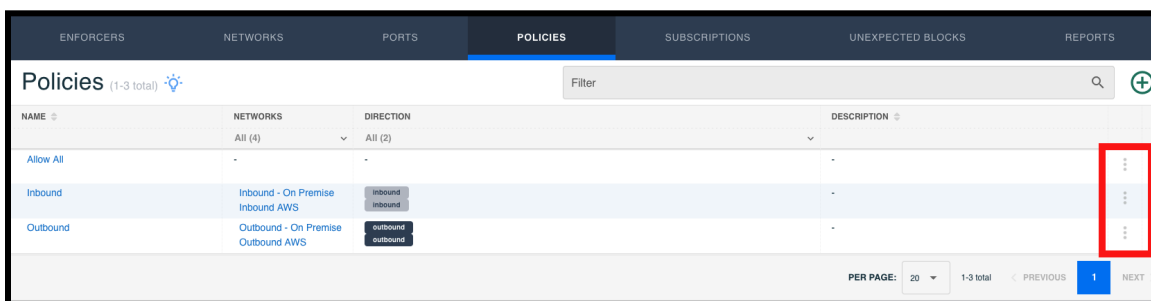 ENFORCERS NETWORKS PORTS POLICIES SUBSCRIPTIONS UNEXPECTED BLOCKS REPORTS
Policies (1-3 total) Filter
NAME NETWORKS DIRECTION DESCRIPTION
All (4) All (2)
Allow All - - -
Inbound Inbound - On Premise inbound -
Inbound AWS inbound
Outbound Outbound - On Premise outbound -
Outbound AWS outbound
PER PAGE: 20 1-3 total < PREVIOUS 1 NEXT